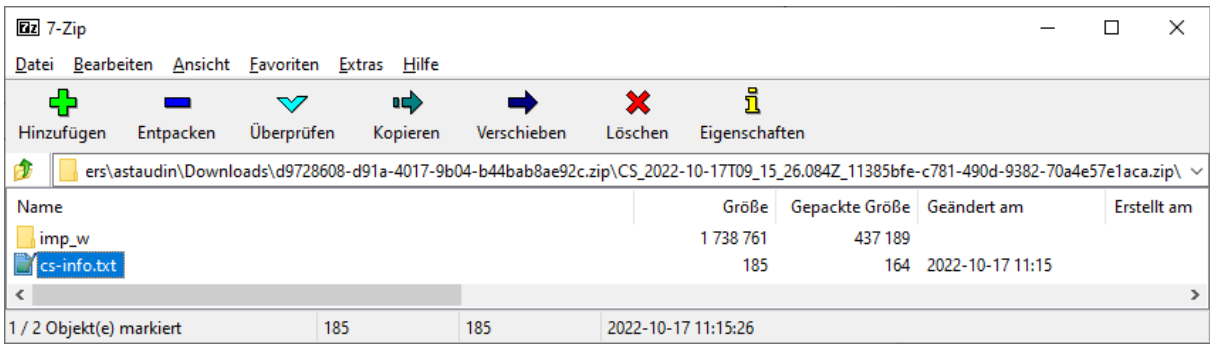 7-Zip
Datei Bearbeiten Ansicht Favoriten Extras Hilfe
Hinzufügen Entpacken Überprüfen Kopieren Verschieben Löschen Eigenschaften
ers\astaudin\Downloads\d9728608-d91a-4017-9b04-b44bab8ae92c.zip\CS_2022-10-17T09_15_26.084Z_11385bfe-c781-490d-9382-70a4e57e1aca.zip\
Name Größe Gepackte Größe Geändert am Erstellt am
imp_w 1 738 761 437 189
cs-info.txt 185 164 2022-10-17 11:15
1 / 2 Objekt(e) markiert 185 185 2022-10-17 11:15:26